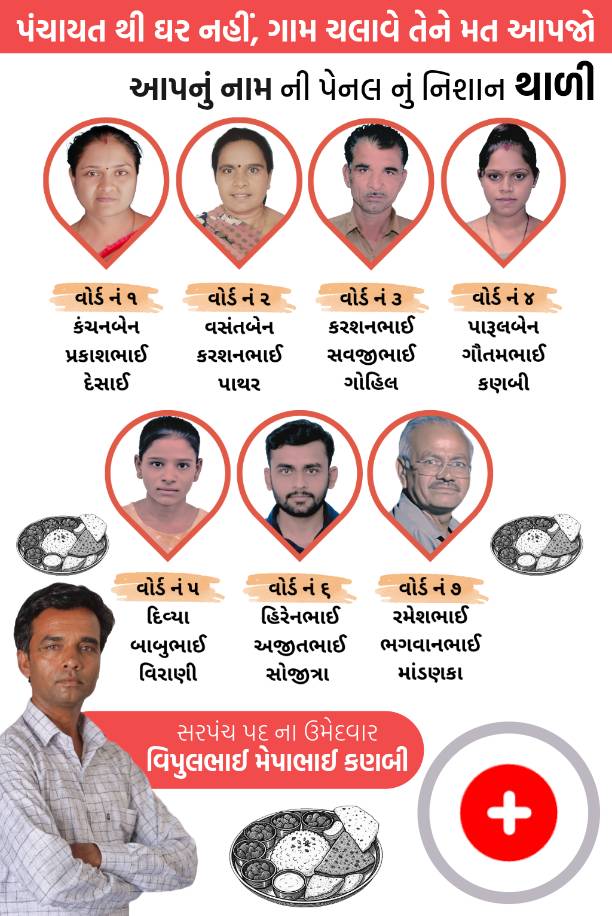 પંચાયત થી ઘર નહીં, ગામ ચલાવે તેને મત આપજો
આપનું નામ ની પેનલ નું નિશાન થાળી
વોર્ડ નં ૧
કંચનબેન
પ્રકાશભાઈ
દેસાઈ
વોર્ડ નં ૨
વસંતબેન
કરશનભાઈ
પાથર
વોર્ડ નં ૩
કરશનભાઈ
સવજીભાઈ
ગોહિલ
વોર્ડ નં ૪
પારૂલબેન
ગૌતમભાઈ
કણબી
વોર્ડ નં ૫
દિવ્યા
બાબુભાઈ
વિરાણી
વોર્ડ નં ૬
હિરેનભાઈ
અજીતભાઈ
સોજીત્રા
વોર્ડ નં ૭
રમેશભાઈ
ભગવાનભાઈ
માંડણકા
સરપંચ પદ ના ઉમેદવાર
વિપુલભાઈ મેપાભાઈ કણબી